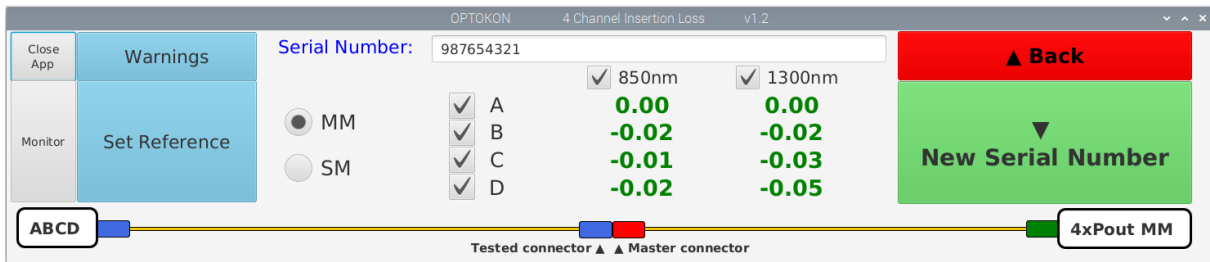 OPTOKON 4 Channel Insertion Loss v1.2
Close App
Warnings
Serial Number: 987654321
▲ Back
850nm 1300nm
Monitor
Set Reference
MM
SM
A 0.00 0.00
B -0.02 -0.02
C -0.01 -0.03
D -0.02 -0.05
▼
New Serial Number
ABCD
4xPout MM
Tested connector ▲ ▲ Master connector